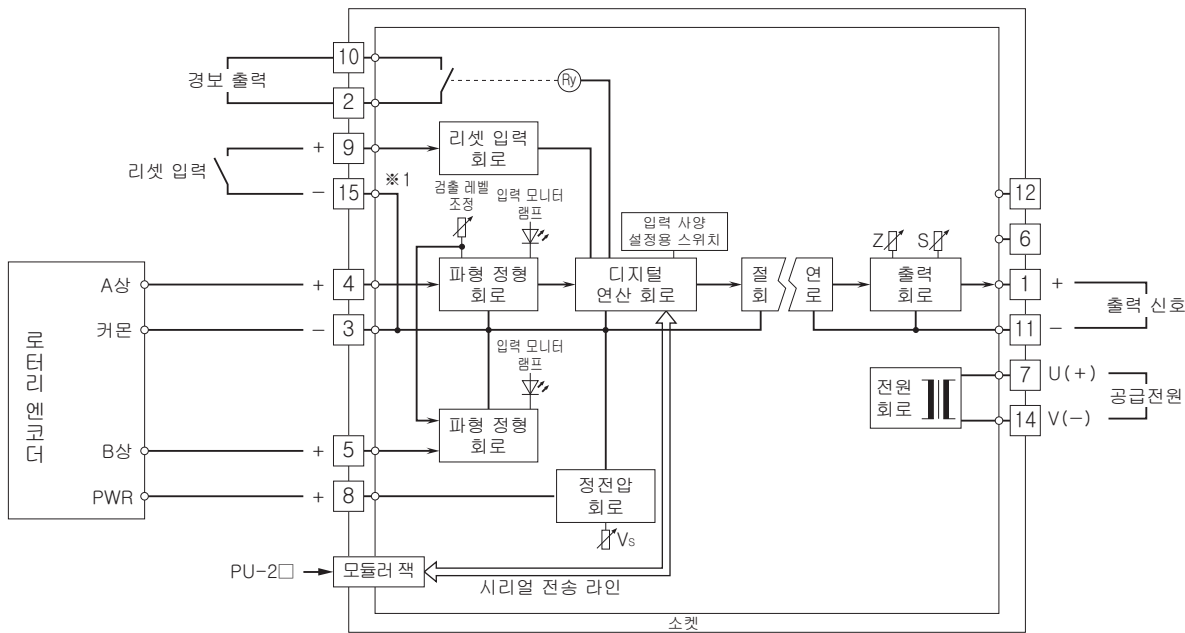 경보 출력
10
2
Ry
리셋 입력
+ 9
- 15
리셋 입력
회로
※1
검출 레벨
조정
입력 모니터
램프
입력 사양
설정용 스위치
로터리 엔코더
A상
+ 4
커몬
- 3
B상
+ 5
PWR
+ 8
파형 정형
회로
디지털
연산 회로
절연
회로
Z
S
출력
회로
12
6
1 +
출력 신호
11 -
입력 모니터
램프
파형 정형
회로
전원
회로
7 U(+)
공급전원
14 V(-)
정전압
회로
Vs
PU-2□
모듈러 잭
시리얼 전송 라인
소켓